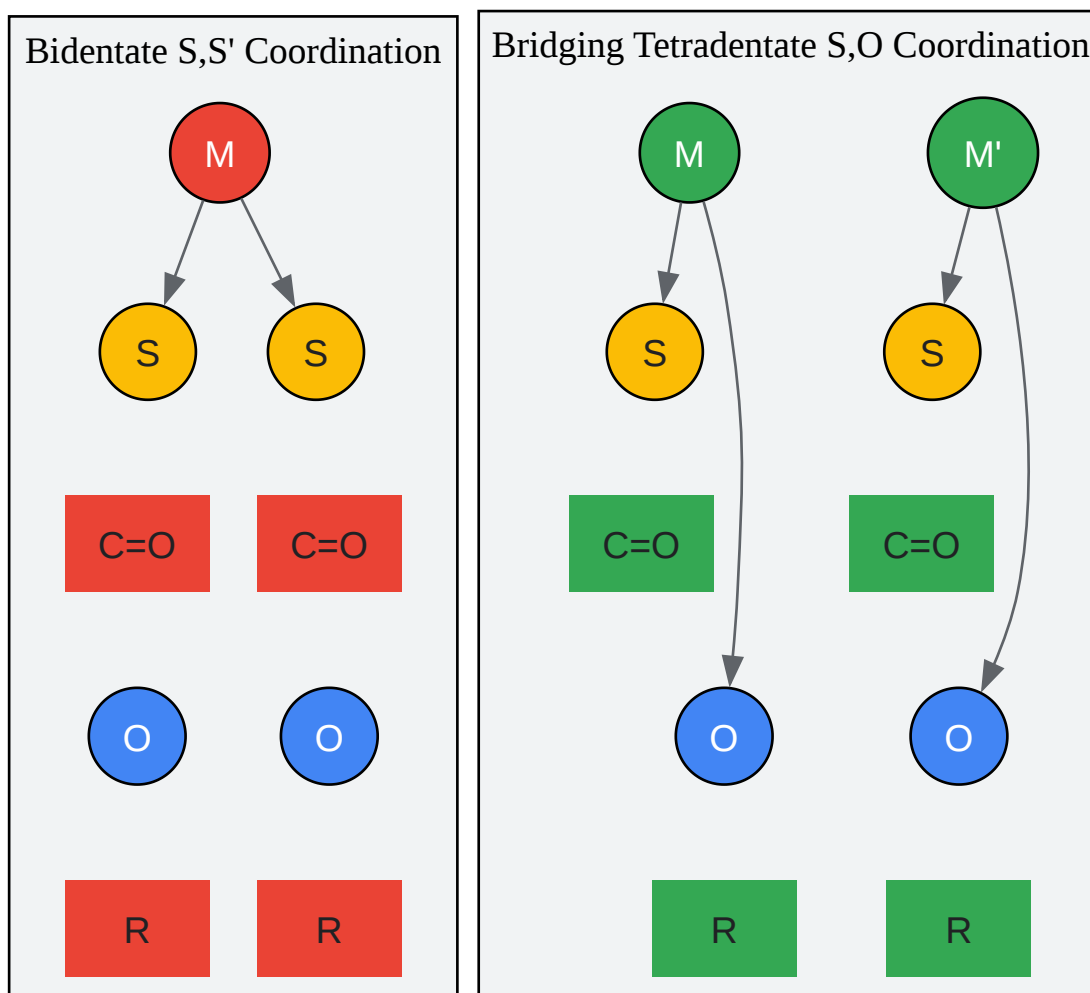 Bidentate S,S' Coordination
M
S S
C=O C=O
O O
R R
Bridging Tetradentate S,O Coordination
M M'
S S
C=O C=O
O O
R R